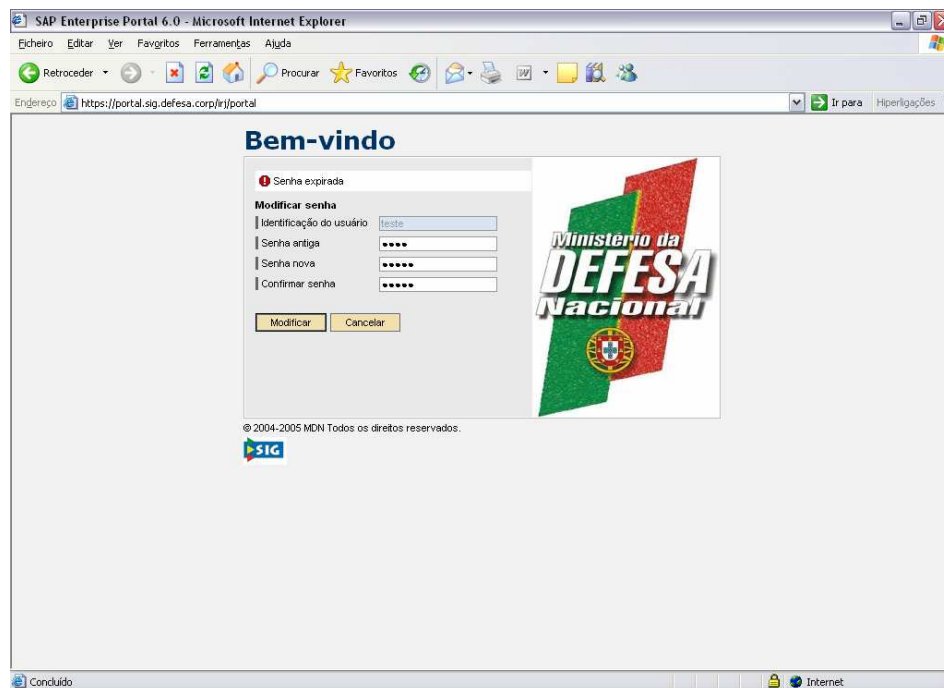 SAP Enterprise Portal 6.0 - Microsoft Internet Explorer
Ficheiro Editar Ver Favoritos Ferramentas Ajuda
Retroceder Procurar Favoritos
Endereço https://portal.sig.defesa.corp/irj/portal Ir para Hiperligações
Bem-vindo
Senha expirada
Modificar senha
Identificação do usuário teste
Senha antiga ••••
Senha nova •••••
Confirmar senha •••••
Modificar Cancelar
Ministério da
DEFESA
Nacional
© 2004-2005 MDN Todos os direitos reservados.
SIG
Concluído Internet